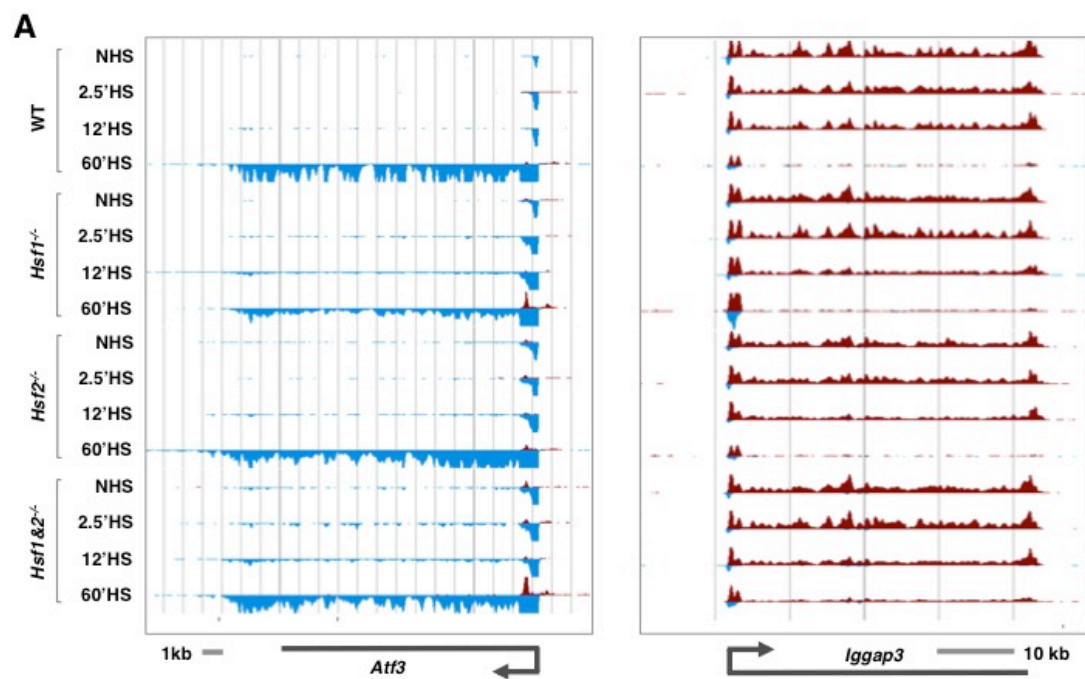 A
WT
NHS
2.5'HS
12'HS
60'HS
Hsf1-/-
NHS
2.5'HS
12'HS
60'HS
Hsf2-/-
NHS
2.5'HS
12'HS
60'HS
Hsf1&2-/-
NHS
2.5'HS
12'HS
60'HS
1kb
Atf3
Iggap3
10 kb